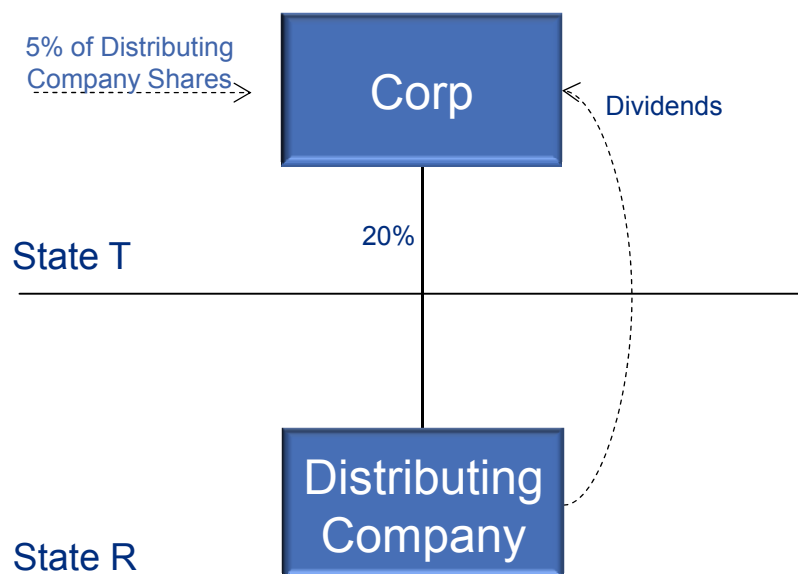 5% of Distributing
Company Shares
Corp
Dividends
20%
State T
Distributing
Company
State R